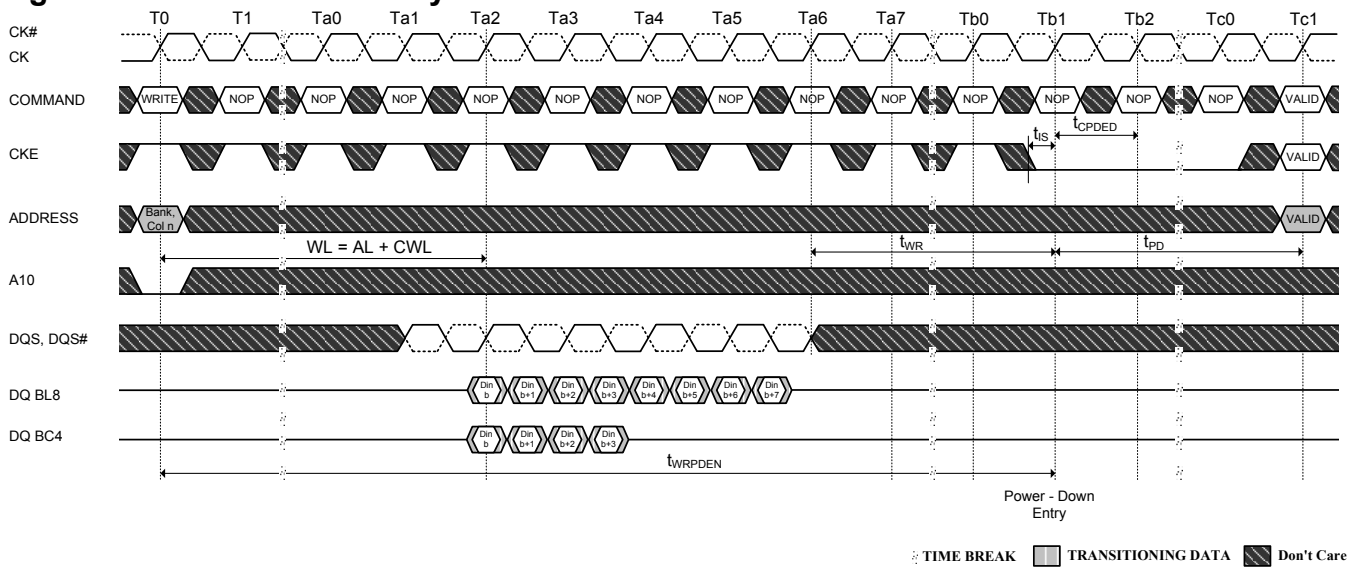 T0 T1 Ta0 Ta1 Ta2 Ta3 Ta4 Ta5 Ta6 Ta7 Tb0 Tb1 Tb2 Tc0 Tc1
CK#
CK
COMMAND WRITE NOP NOP NOP NOP NOP NOP NOP NOP NOP NOP NOP NOP NOP VALID
tIS tCPDED
CKE VALID
ADDRESS Bank, Col n VALID
WL = AL + CWL tWR tPD
A10
DQS, DQS#
DQ BL8 Din b Din b+1 Din b+2 Din b+3 Din b+4 Din b+5 Din b+6 Din b+7
DQ BC4 Din b Din b+1 Din b+2 Din b+3
tWRPDEN
Power - Down
Entry
TIME BREAK TRANSITIONING DATA Don't Care